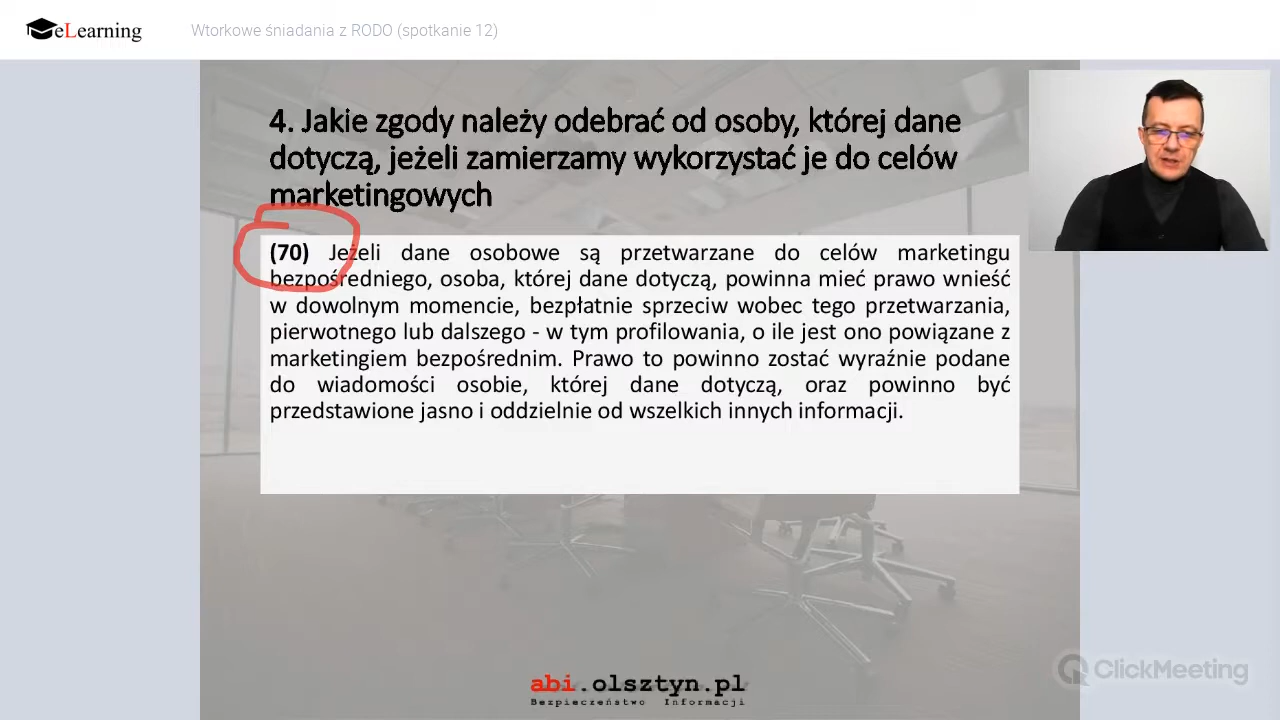 eLearning
Wtorkowe śniadania z RODO (spotkanie 12)
4. Jakie zgody należy odebrać od osoby, której dane
dotyczą, jeżeli zamierzamy wykorzystać je do celów
marketingowych
(70) Jeżeli dane osobowe są przetwarzane do celów marketingu
bezpośredniego, osoba, której dane dotyczą, powinna mieć prawo wnieść
w dowolnym momencie, bezpłatnie sprzeciw wobec tego przetwarzania,
pierwotnego lub dalszego - w tym profilowania, o ile jest ono powiązane z
marketingiem bezpośrednim. Prawo to powinno zostać wyraźnie podane
do wiadomości osobie, której dane dotyczą, oraz powinno być
przedstawione jasno i oddzielnie od wszelkich innych informacji.
ClickMeeting
abi.olsztyn.pl
Bezpieczeństwo Informacji